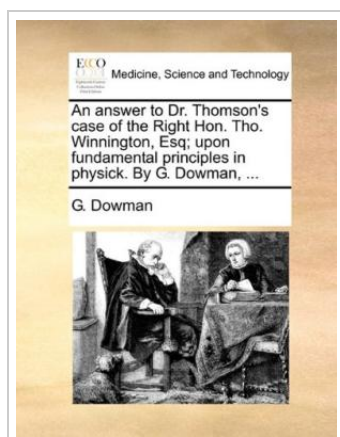 ECCO
Medicine, Science and Technology
An answer to Dr. Thomson's
case of the Right Hon. Tho.
Winnington, Esq; upon
fundamental principles in
physick. By G. Dowman, ...
G. Dowman